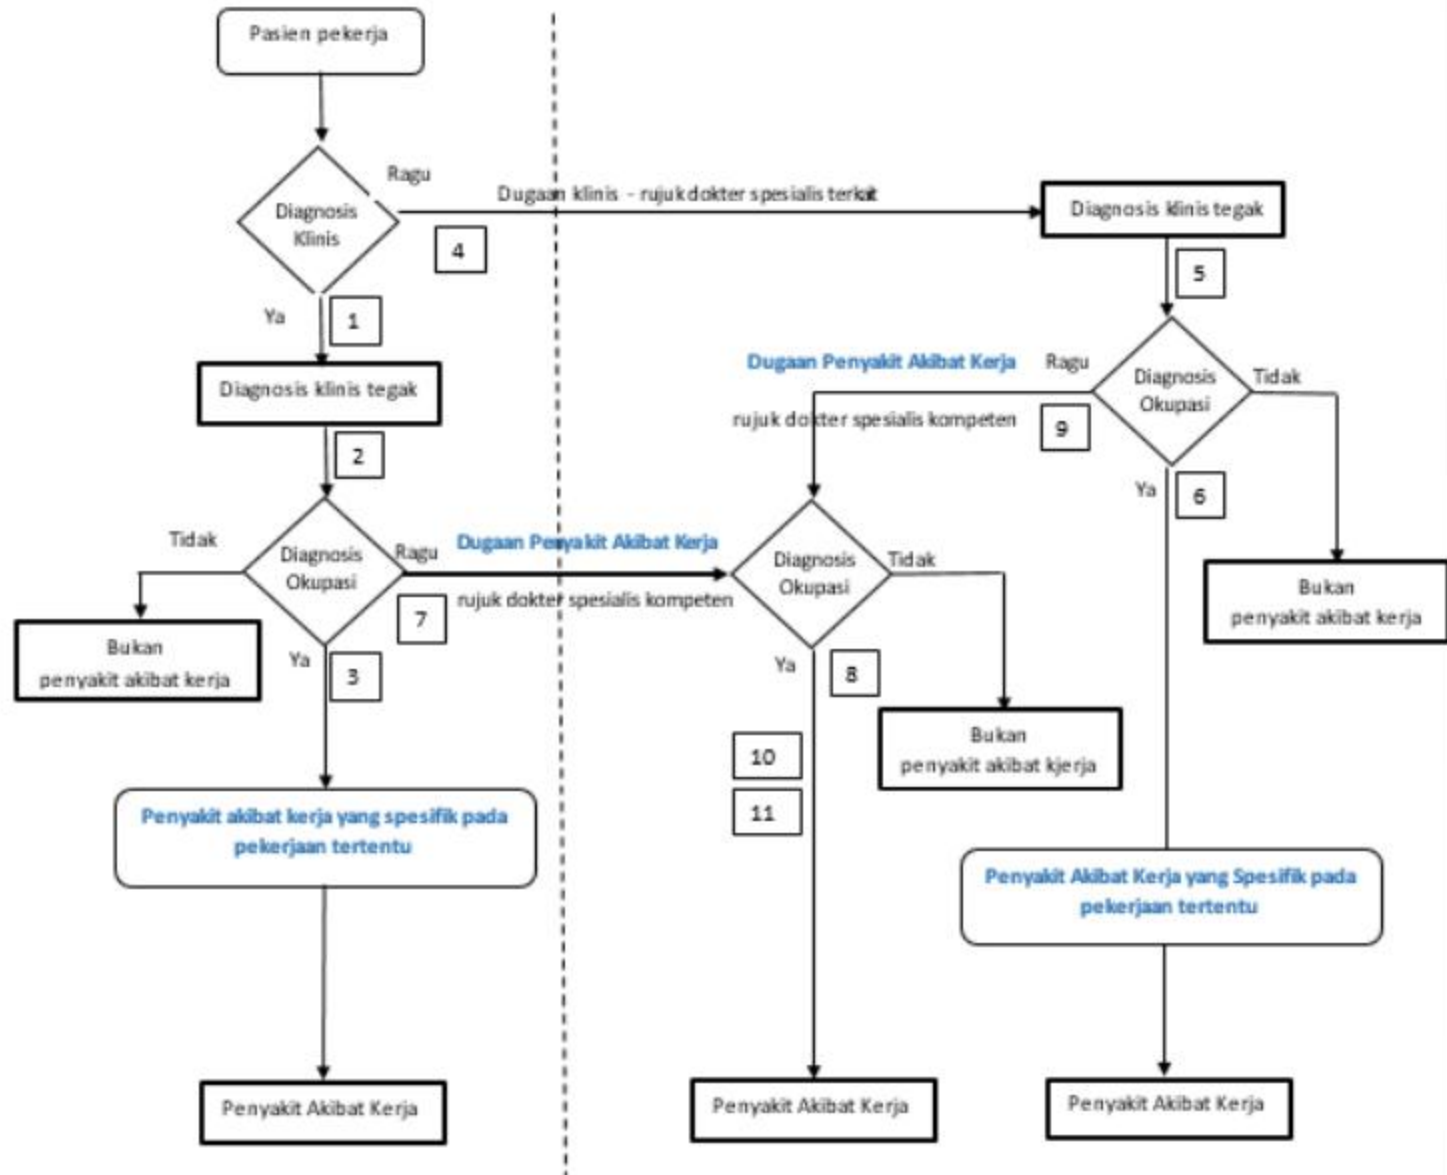 Pasien pekerja
Ragu
Dugaan klinis - rujuk dokter spesialis terkait
Diagnosis
Klinis
Diagnosis klinis tegak
4
5
Ya
1
Dugaan Penyakit Akibat Kerja
Ragu
Diagnosis
Okupasi
Tidak
Diagnosis klinis tegak
rujuk dokter spesialis kompeten
9
2
Ya
6
Tidak
Diagnosis
Okupasi
Ragu
Dugaan Penyakit Akibat Kerja
Diagnosis
Okupasi
Tidak
Bukan
penyakit akibat kerja
rujuk dokter spesialis kompeten
7
Bukan
penyakit akibat kerja
Ya
3
Ya
8
Bukan
penyakit akibat kjerja
10
11
Penyakit akibat kerja yang spesifik pada
pekerjaan tertentu
Penyakit Akibat Kerja yang Spesifik pada
pekerjaan tertentu
Penyakit Akibat Kerja
Penyakit Akibat Kerja
Penyakit Akibat Kerja